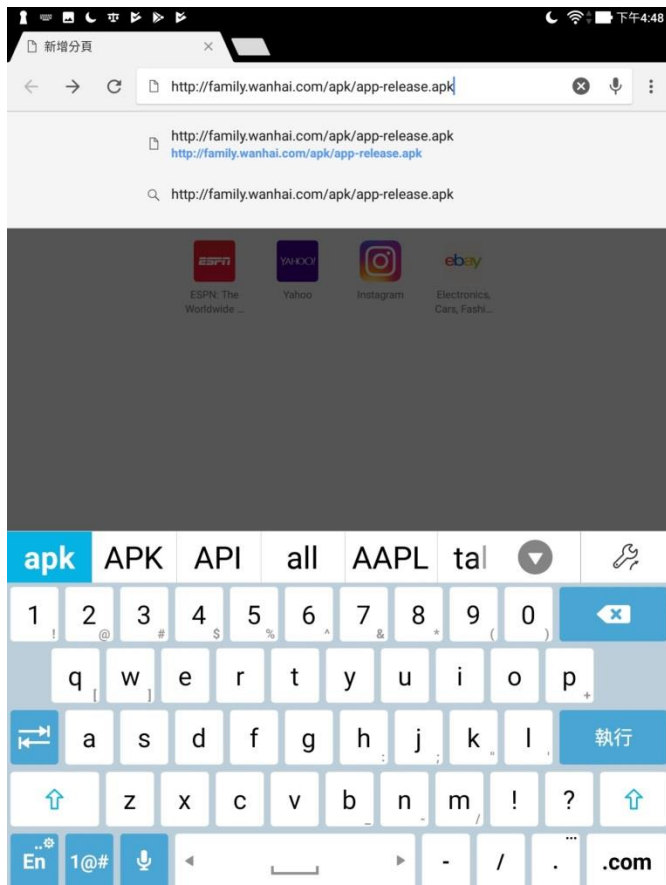 下午4:48
新增分頁
http://family.wanhai.com/apk/app-release.apk
http://family.wanhai.com/apk/app-release.apk
http://family.wanhai.com/apk/app-release.apk
http://family.wanhai.com/apk/app-release.apk
ESPN YAHOO! ebay
ESPN: The Yahoo Instagram Electronics,
Worldwide ... Cars, Fashi...
apk APK API all AAPL tal
1 ! 2 @ 3 # 4 $ 5 % 6 ^ 7 & 8 * 9 ( 0 )
q [ w ] e r t y u i o p +
a s d f g h : j ; k " l ' 執行
z x c v b _ n - m / ! ?
En 1@# - / . ... .com